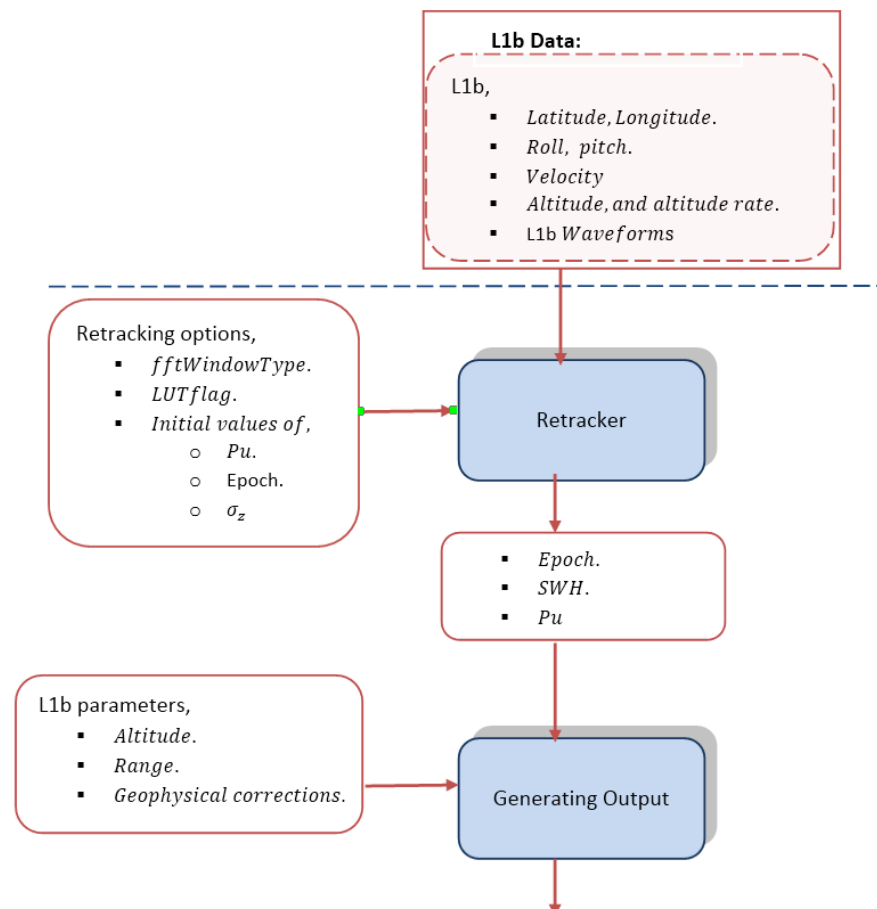 L1b Data:
L1b,
▪ Latitude, Longitude.
▪ Roll, pitch.
▪ Velocity
▪ Altitude, and altitude rate.
▪ L1b Waveforms
Retracking options,
▪ fftWindowType.
▪ LUTflag.
▪ Initial values of,
o Pu.
o Epoch.
o σz
Retracker
▪ Epoch.
▪ SWH.
▪ Pu
L1b parameters,
▪ Altitude.
▪ Range.
▪ Geophysical corrections.
Generating Output